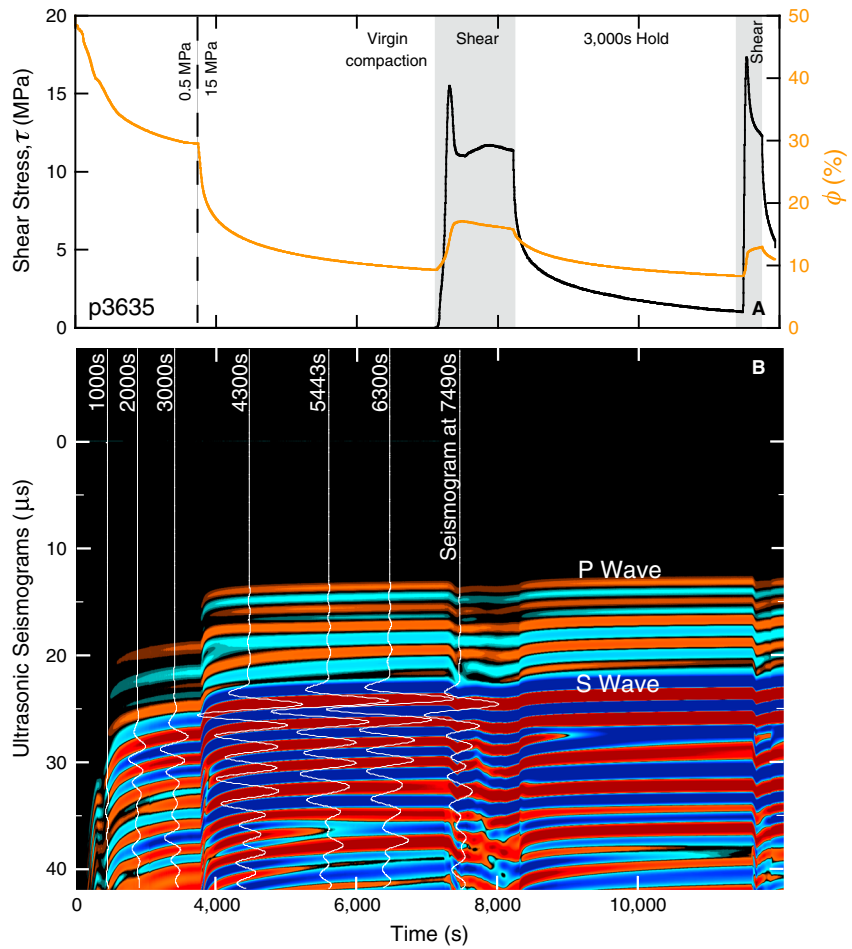 20
15
10
5
0
Shear Stress, τ (MPa)
0.5 MPa
15 MPa
Virgin
compaction
Shear
3,000s Hold
Shear
50
40
30
20
10
0
ϕ (%)
p3635
A
B
1000s
2000s
3000s
4300s
5443s
6300s
Seismogram at 7490s
0
10
20
30
40
Ultrasonic Seismograms (μs)
P Wave
S Wave
0
4,000
6,000
8,000
10,000
Time (s)